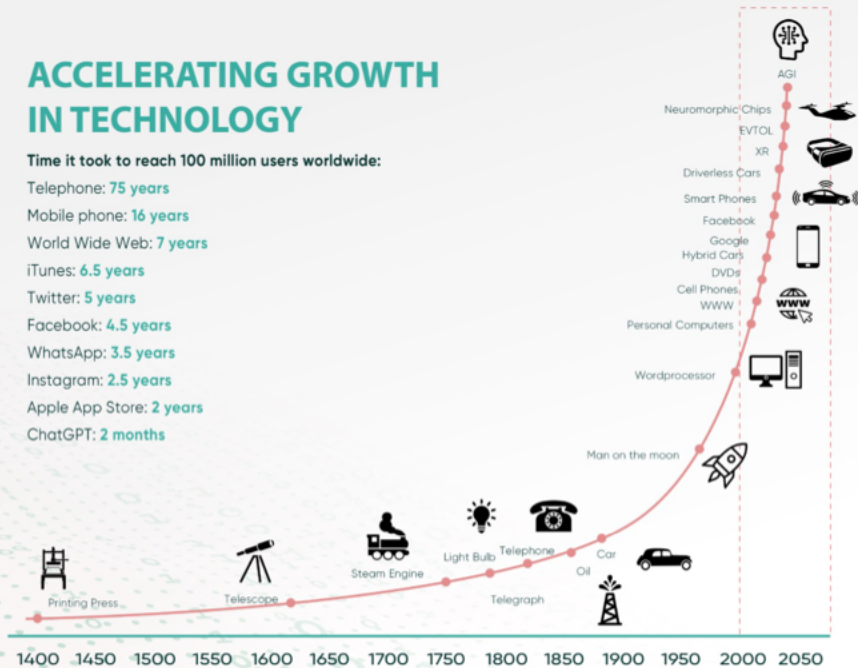 ACCELERATING GROWTH
IN TECHNOLOGY
Time it took to reach 100 million users worldwide:
Telephone: 75 years
Mobile phone: 16 years
World Wide Web: 7 years
iTunes: 6.5 years
Twitter: 5 years
Facebook: 4.5 years
WhatsApp: 3.5 years
Instagram: 2.5 years
Apple App Store: 2 years
ChatGPT: 2 months
AGI
Neuromorphic Chips
EVTOL
XR
Driverless Cars
Smart Phones
Facebook
Google
Hybrid Cars
DVDs
Cell Phones
WWW
WWW
Personal Computers
Wordprocessor
Man on the moon
Car
Oil
Telephone
Telegraph
Light Bulb
Steam Engine
Telescope
Printing Press
1400 1450 1500 1550 1600 1650 1700 1750 1800 1850 1900 1950 2000 2050